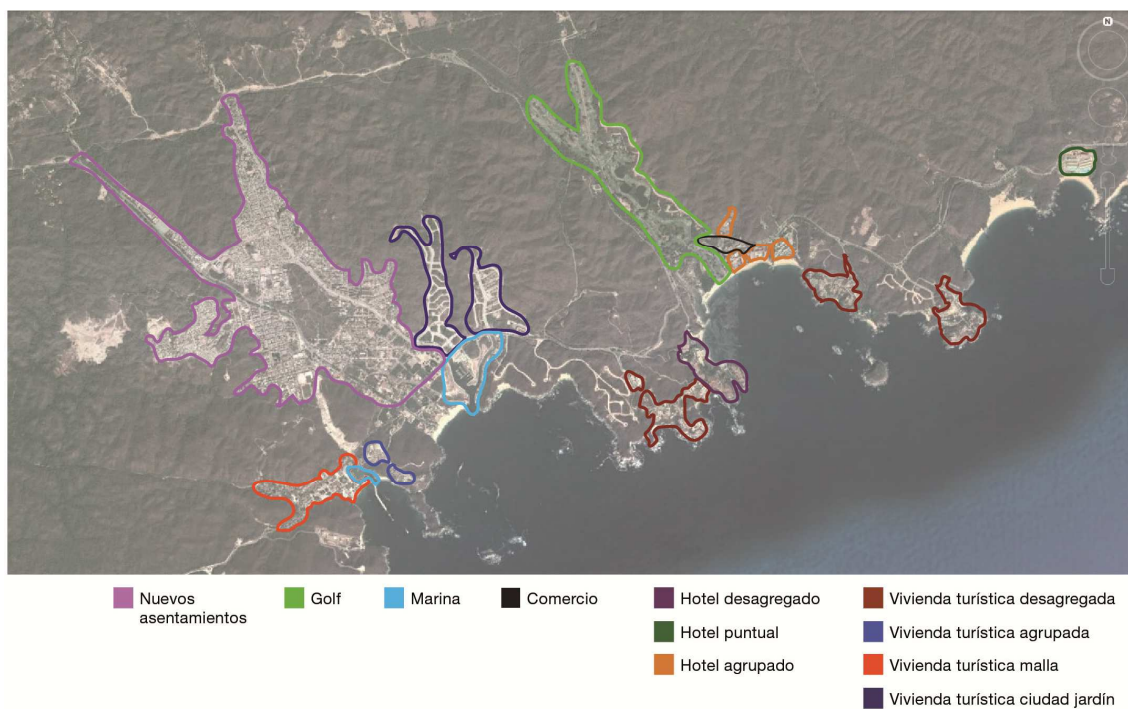 N
Nuevos
asentamientos
Golf
Marina
Comercio
Hotel desagregado
Hotel puntual
Hotel agrupado
Vivienda turística desagregada
Vivienda turística agrupada
Vivienda turística malla
Vivienda turística ciudad jardín